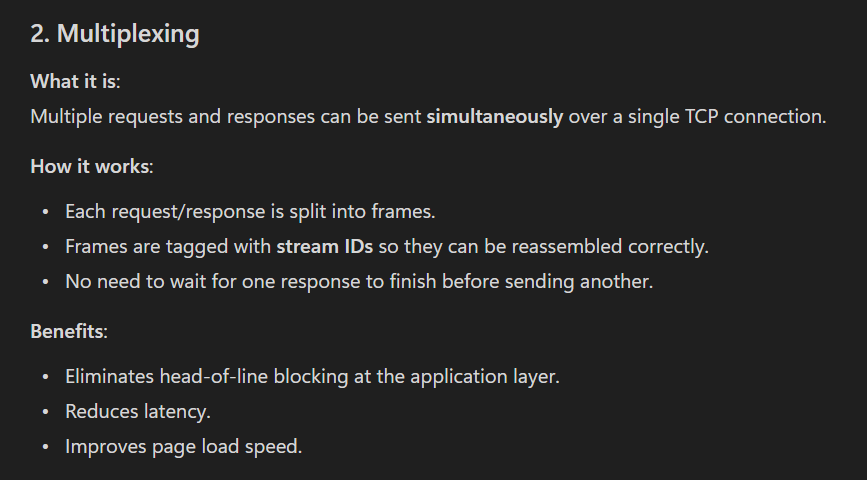 2. Multiplexing
What it is:
Multiple requests and responses can be sent simultaneously over a single TCP connection.
How it works:
• Each request/response is split into frames.
• Frames are tagged with stream IDs so they can be reassembled correctly.
• No need to wait for one response to finish before sending another.
Benefits:
• Eliminates head-of-line blocking at the application layer.
• Reduces latency.
• Improves page load speed.